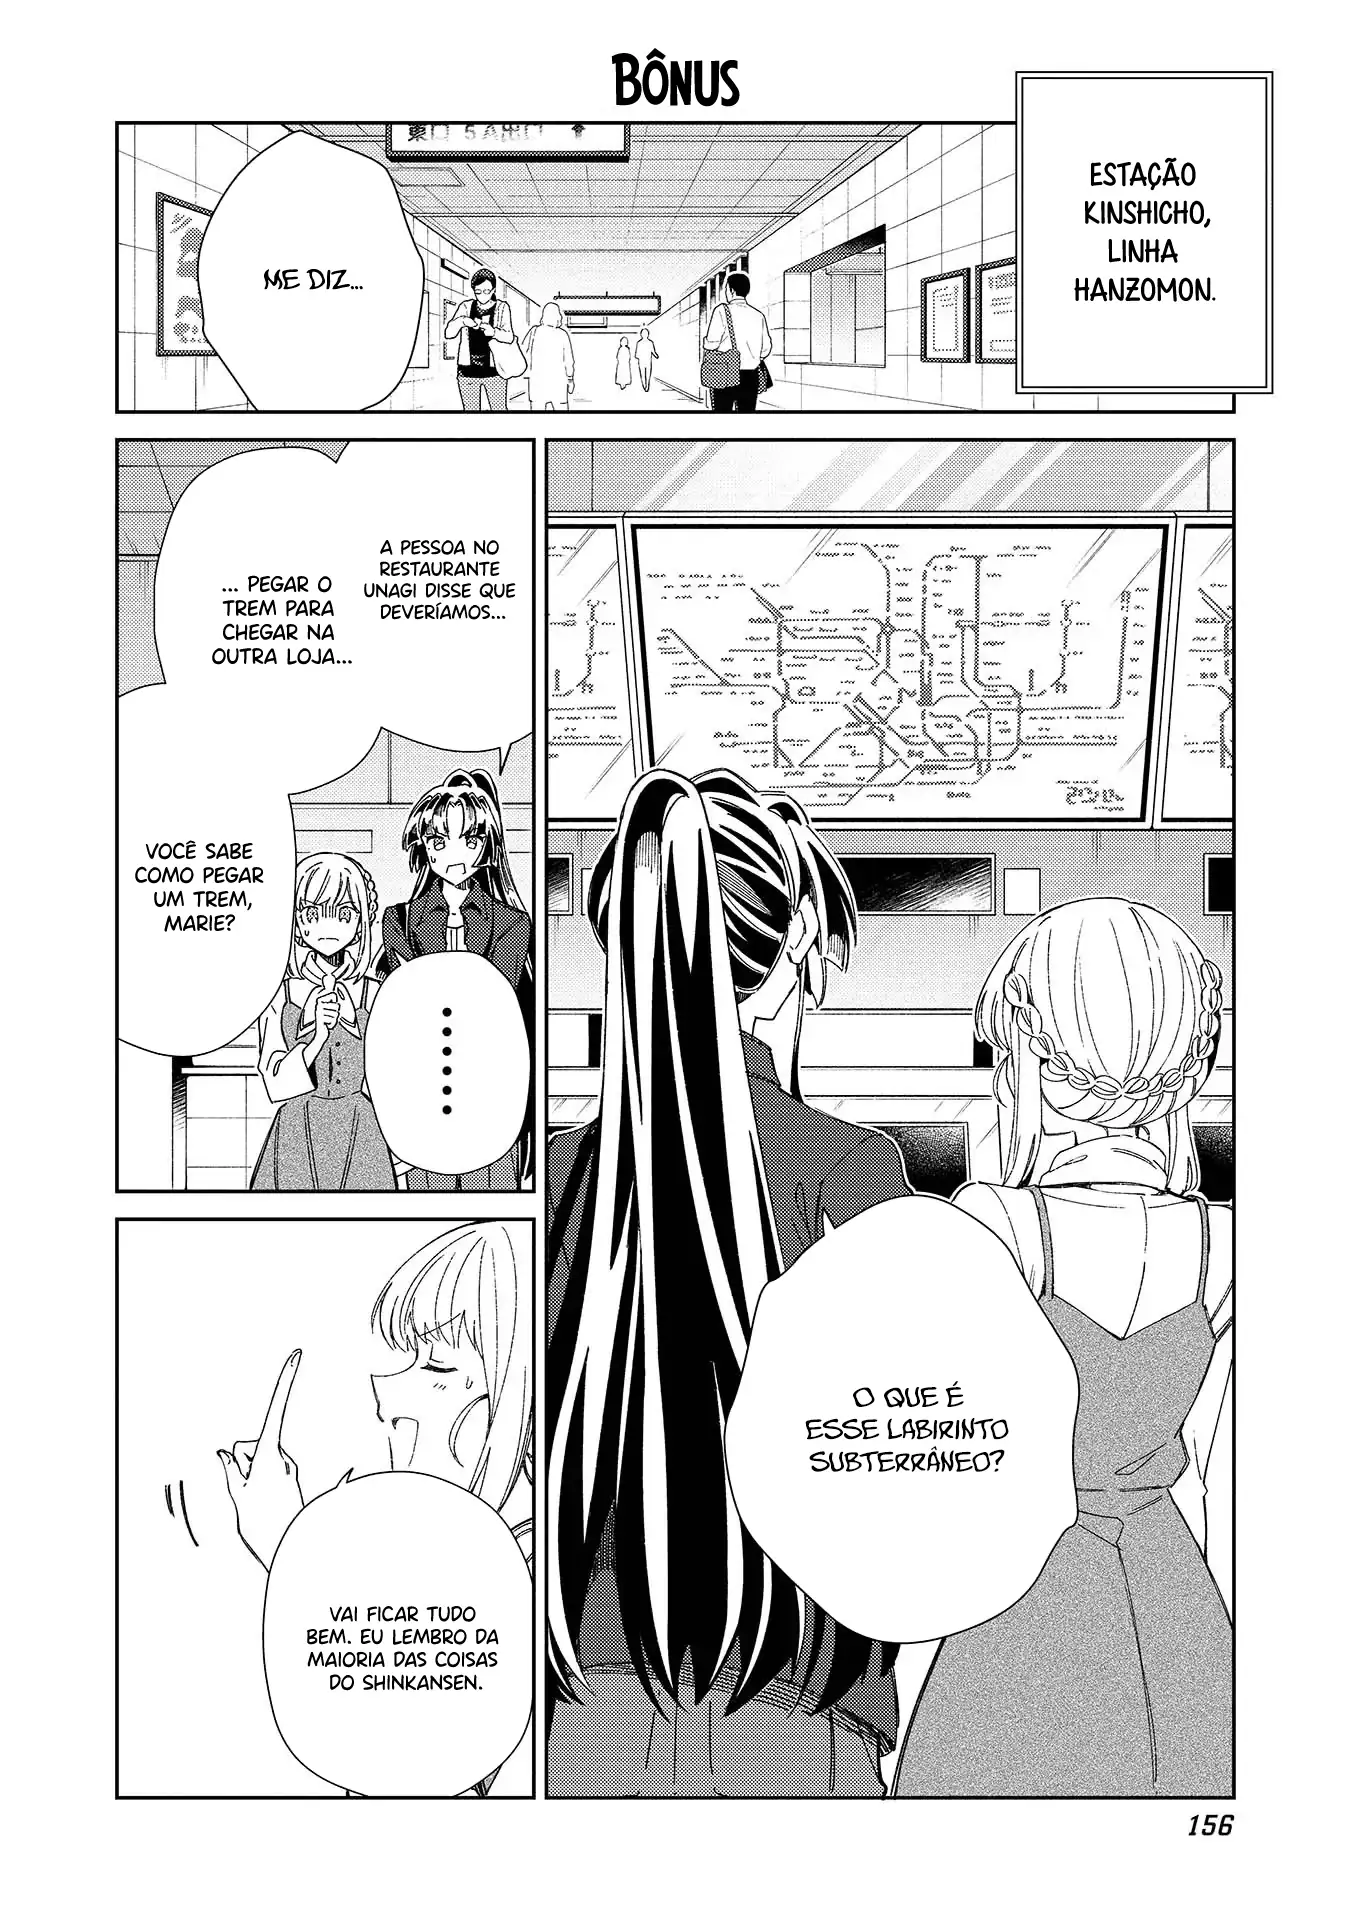 BÔNUS
ESTAÇÃO
KINSHICHO,
LINHA
HANZOMON.
ME DIZ...
O QUE É
ESSE LABIRINTO
SUBTERRÂNEO?
A PESSOA NO
RESTAURANTE
UNAGI DISSE QUE
DEVERÍAMOS...
... PEGAR O
TREM PARA
CHEGAR NA
OUTRA LOJA...
VOCÊ SABE
COMO PEGAR
UM TREM,
MARIE?
......
VAI FICAR TUDO
BEM. EU LEMBRO DA
MAIORIA DAS COISAS
DO SHINKANSEN.
156